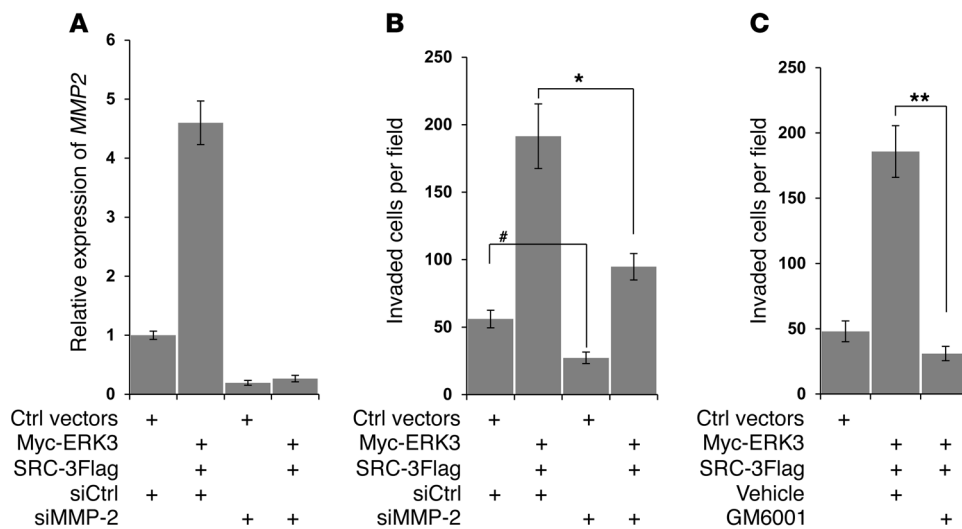 A
Relative expression of MMP2
6
5
4
3
2
1
0
Ctrl vectors + +
Myc-ERK3 + +
SRC-3Flag + +
siCtrl + +
siMMP-2 + +
B
Invaded cells per field
250
200
150
100
50
0
*
#
+ +
Myc-ERK3 + +
SRC-3Flag + +
siCtrl + +
siMMP-2 + +
C
Invaded cells per field
250
200
150
100
50
0
**
Ctrl vectors +
Myc-ERK3 + +
SRC-3Flag + +
Vehicle +
GM6001 +